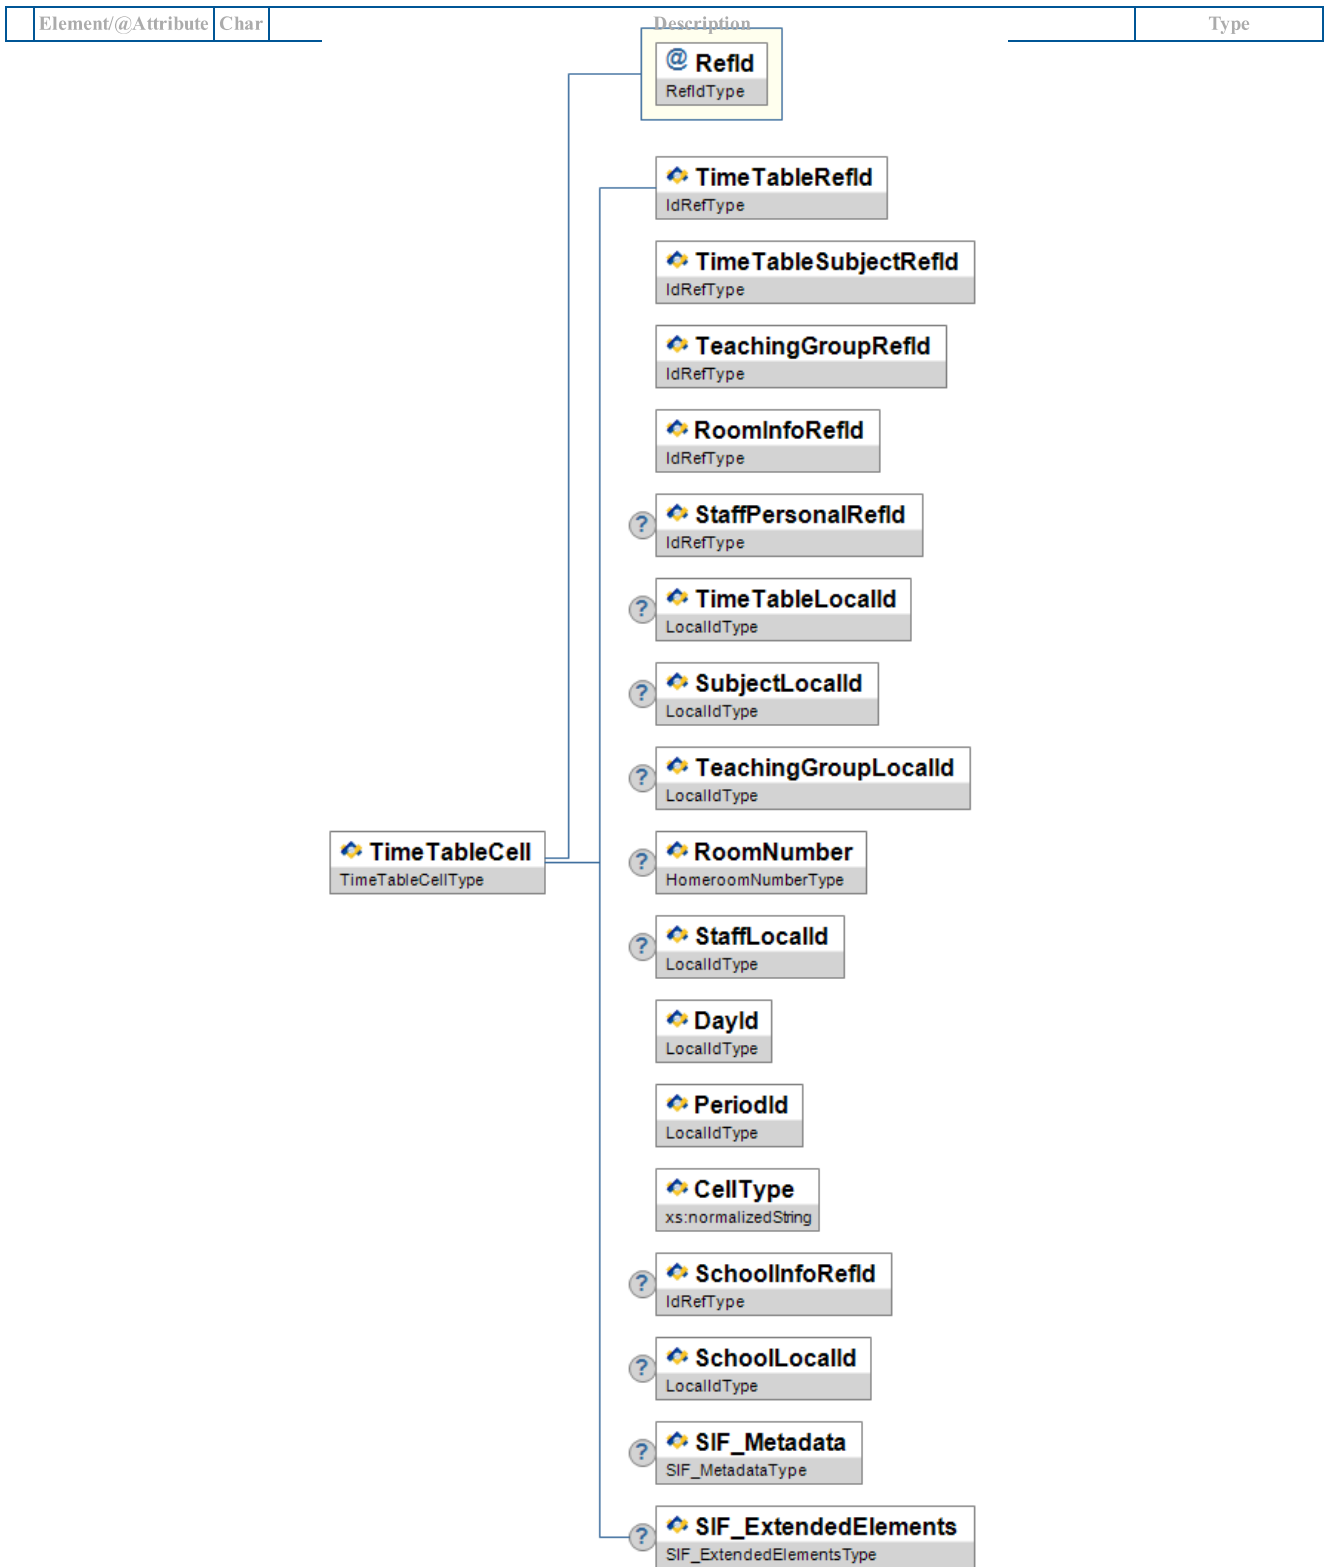 Element/@Attribute Char Description Type
@ RefId
RefIdType
TimeTableRefId
IdRefType
TimeTableSubjectRefId
IdRefType
TeachingGroupRefId
IdRefType
RoomInfoRefId
IdRefType
? StaffPersonalRefId
IdRefType
? TimeTableLocalId
LocalIdType
? SubjectLocalId
LocalIdType
? TeachingGroupLocalId
LocalIdType
TimeTableCell
TimeTableCellType
? RoomNumber
HomeroomNumberType
? StaffLocalId
LocalIdType
DayId
LocalIdType
PeriodId
LocalIdType
CellType
xs:normalizedString
? SchoolInfoRefId
IdRefType
? SchoolLocalId
LocalIdType
? SIF_Metadata
SIF_MetadataType
? SIF_ExtendedElements
SIF_ExtendedElementsType